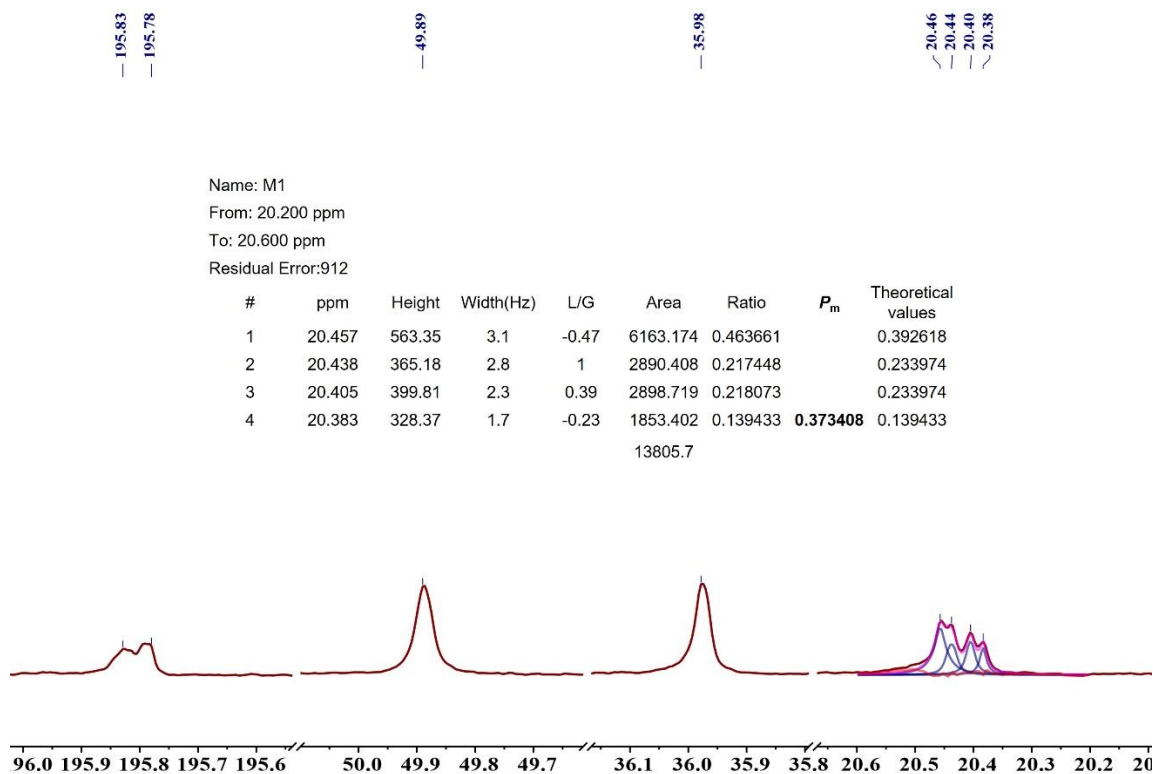 195.83 195.78 49.89 35.98 20.46 20.44 20.40 20.38
Name: M1
From: 20.200 ppm
To: 20.600 ppm
Residual Error:912
# ppm Height Width(Hz) L/G Area Ratio Pm Theoretical values
1 20.457 563.35 3.1 -0.47 6163.174 0.463661 0.392618
2 20.438 365.18 2.8 1 2890.408 0.217448 0.233974
3 20.405 399.81 2.3 0.39 2898.719 0.218073 0.233974
4 20.383 328.37 1.7 -0.23 1853.402 0.139433 0.373408 0.139433
13805.7
96.0 195.9 195.8 195.7 195.6 50.0 49.9 49.8 49.7 36.1 36.0 35.9 35.8 20.6 20.5 20.4 20.3 20.2 20